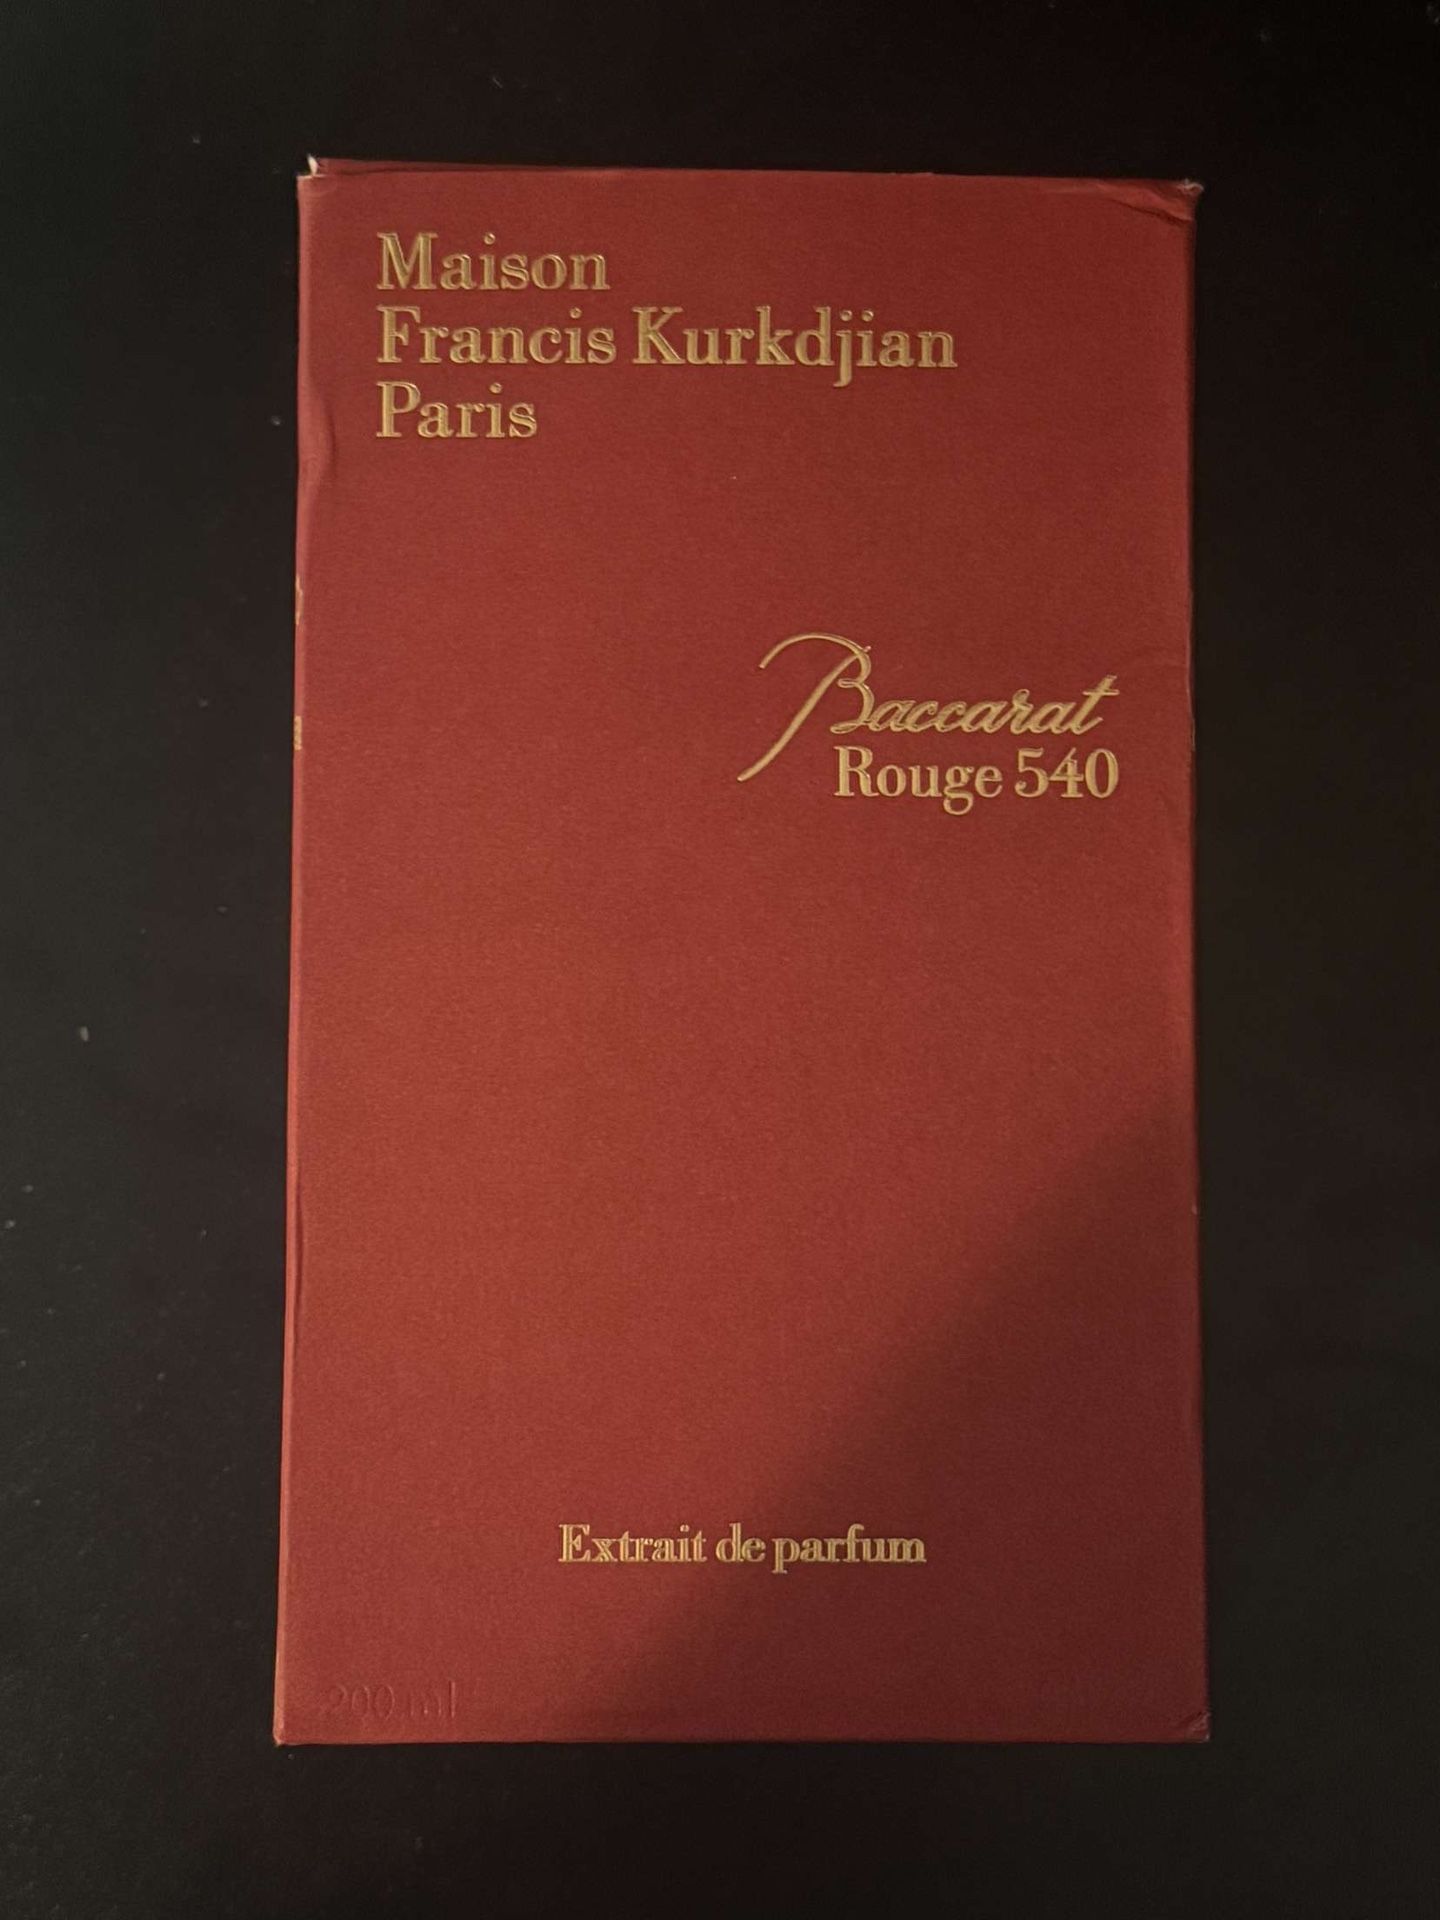 Maison
Francis Kurkdjian
Paris
Baccarat
Rouge 540
Extrait de parfum
200 ml